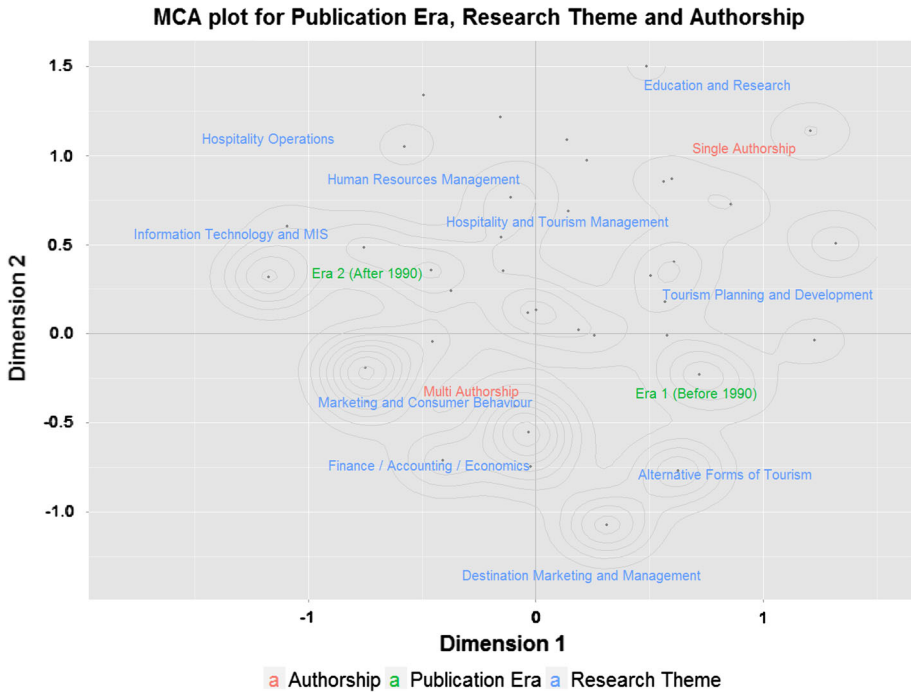 MCA plot for Publication Era, Research Theme and Authorship
1.5
Education and Research
Hospitality Operations
Single Authorship
1.0
Human Resources Management
Hospitality and Tourism Management
Information Technology and MIS
0.5
Era 2 (After 1990)
Tourism Planning and Development
0.0
Multi Authorship
Era 1 (Before 1990)
Marketing and Consumer Behaviour
-0.5
Finance / Accounting / Economics
Alternative Forms of Tourism
-1.0
Destination Marketing and Management
Dimension 2
-1
0
1
Dimension 1
a Authorship a Publication Era a Research Theme